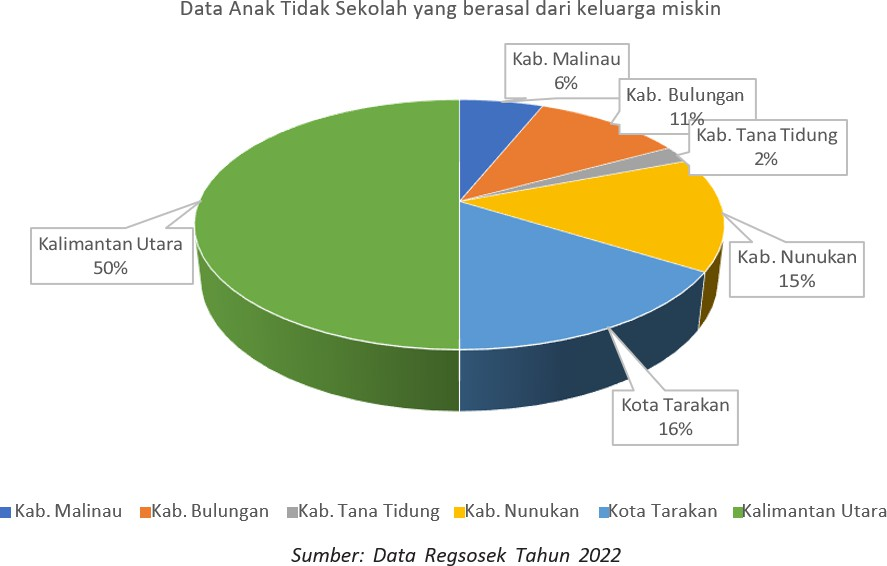 Data Anak Tidak Sekolah yang berasal dari keluarga miskin
Kab. Malinau
6%
Kab. Bulungan
11%
Kab. Tana Tidung
2%
Kalimantan Utara
50%
Kab. Nunukan
15%
Kota Tarakan
16%
Kab. Malinau Kab. Bulungan Kab. Tana Tidung Kab. Nunukan Kota Tarakan Kalimantan Utara
Sumber: Data Regsosek Tahun 2022